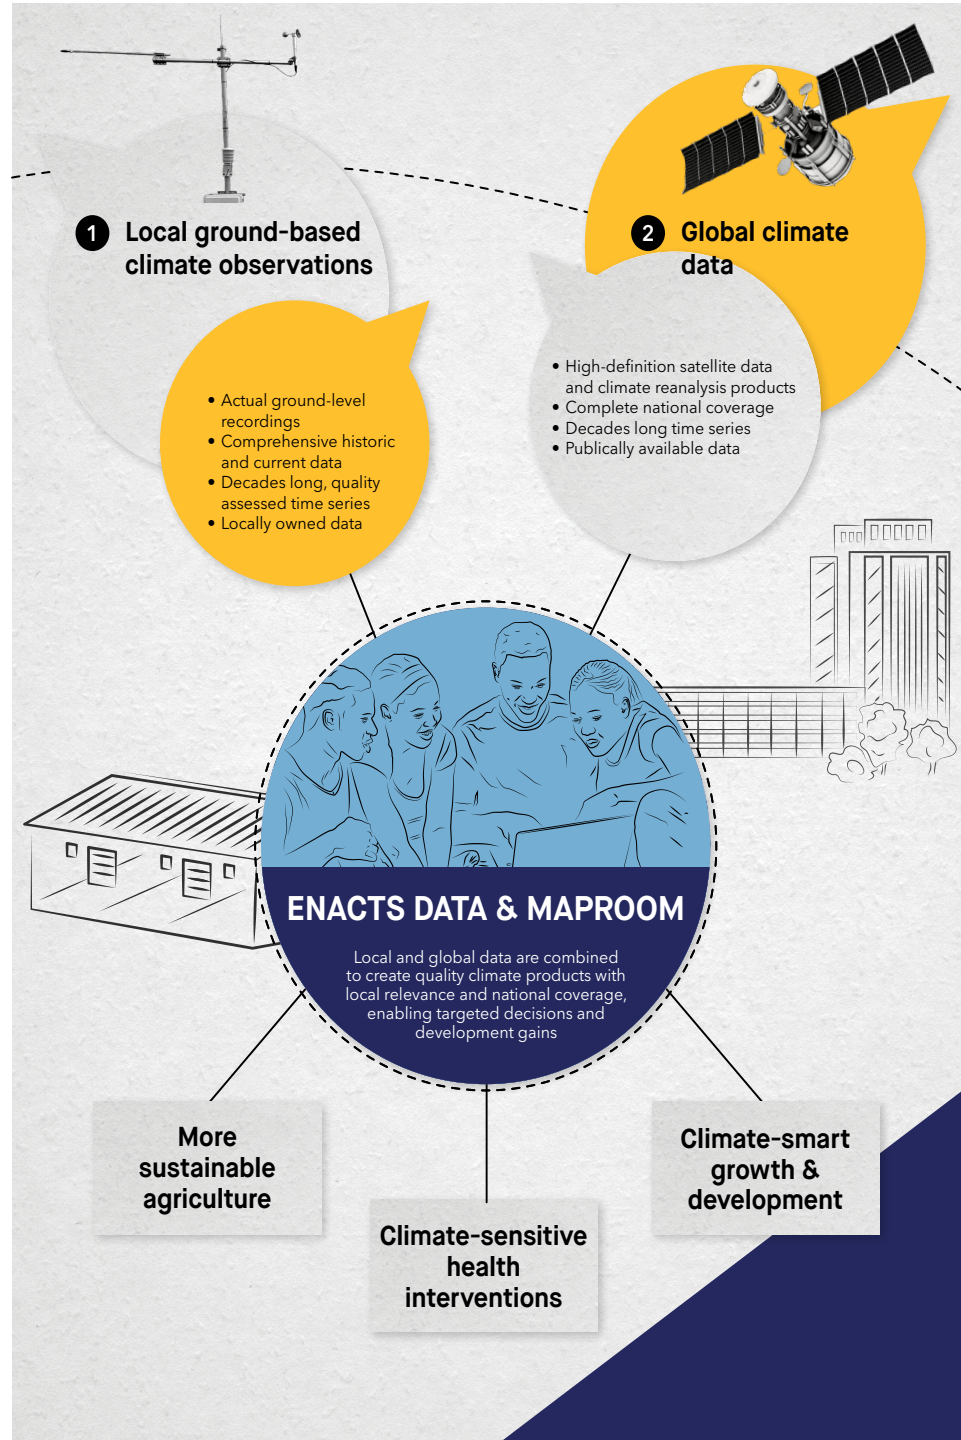 1 Local ground-based
climate observations
• Actual ground-level
recordings
• Comprehensive historic
and current data
• Decades long, quality
assessed time series
• Locally owned data
2 Global climate
data
• High-definition satellite data
and climate reanalysis products
• Complete national coverage
• Decades long time series
• Publically available data
ENACTS DATA & MAPROOM
Local and global data are combined
to create quality climate products with
local relevance and national coverage,
enabling targeted decisions and
development gains
More
sustainable
agriculture
Climate-sensitive
health
interventions
Climate-smart
growth &
development